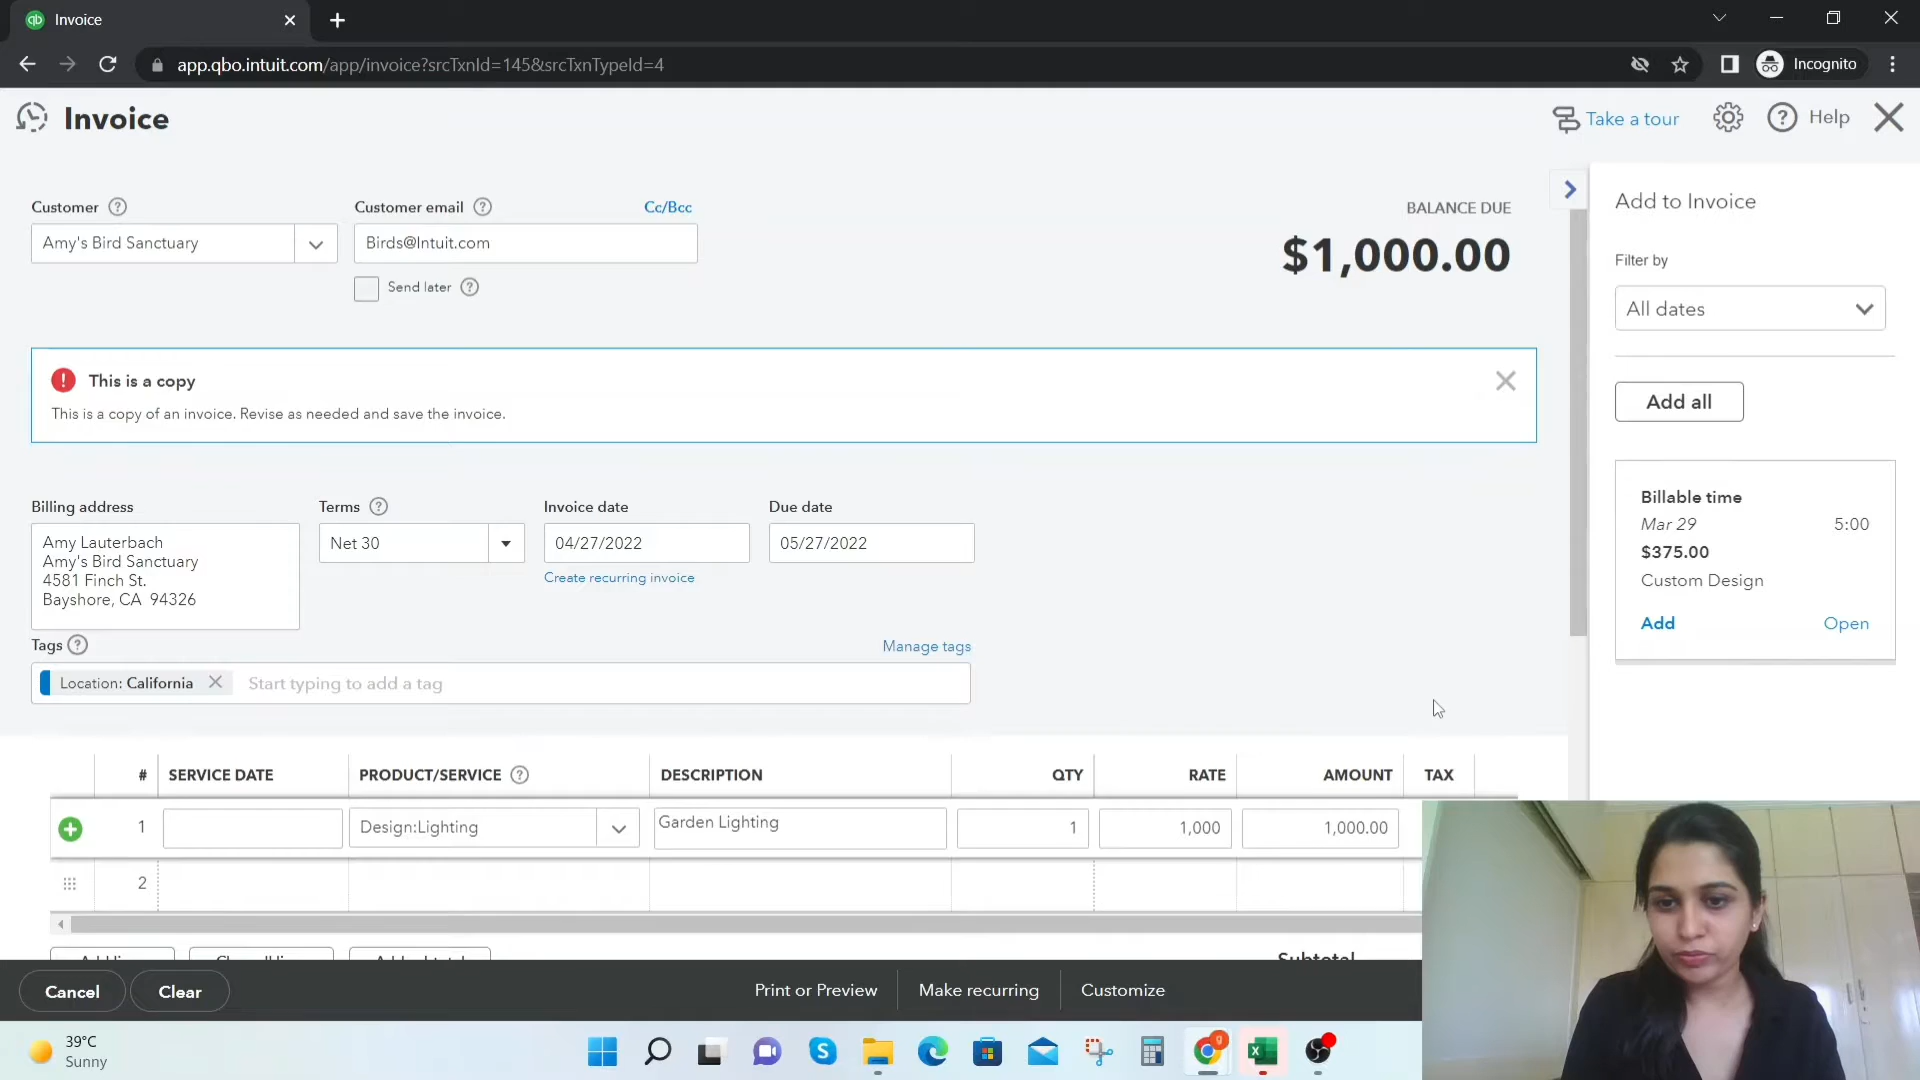 Invoice
app.qbo.intuit.com/app/invoice?srcTxnId=145&srcTxnTypeId=4
Incognito
Invoice
Take a tour
Help
Customer
Customer email
Cc/Bcc
BALANCE DUE
Add to Invoice
Amy's Bird Sanctuary
Birds@Intuit.com
$1,000.00
Filter by
Send later
All dates
This is a copy
This is a copy of an invoice. Revise as needed and save the invoice.
Add all
Billing address
Terms
Invoice date
Due date
Amy Lauterbach
Amy's Bird Sanctuary
4581 Finch St.
Bayshore, CA 94326
Net 30
04/27/2022
05/27/2022
Create recurring invoice
Billable time
Mar 29
5:00
$375.00
Custom Design
Add
Open
Tags
Manage tags
Location: California
Start typing to add a tag
#
SERVICE DATE
PRODUCT/SERVICE
DESCRIPTION
QTY
RATE
AMOUNT
TAX
1
Design:Lighting
Garden Lighting
1
1,000
1,000.00
2
Subtotal
Cancel
Clear
Print or Preview
Make recurring
Customize
39°C
Sunny